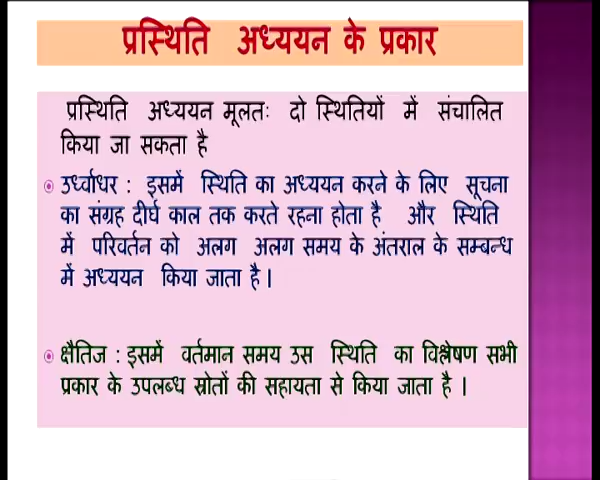 प्रस्थिति अध्ययन के प्रकार
प्रस्थिति अध्ययन मूलतः दो स्थितियों में संचालित
किया जा सकता है
उर्ध्वाधर : इसमें स्थिति का अध्ययन करने के लिए सूचना
का संग्रह दीर्घ काल तक करते रहना होता है और स्थिति
में परिवर्तन को अलग अलग समय के अंतराल के सम्बन्ध
में अध्ययन किया जाता है।
क्षैतिज : इसमें वर्तमान समय उस स्थिति का विश्लेषण सभी
प्रकार के उपलब्ध स्रोतों की सहायता से किया जाता है ।